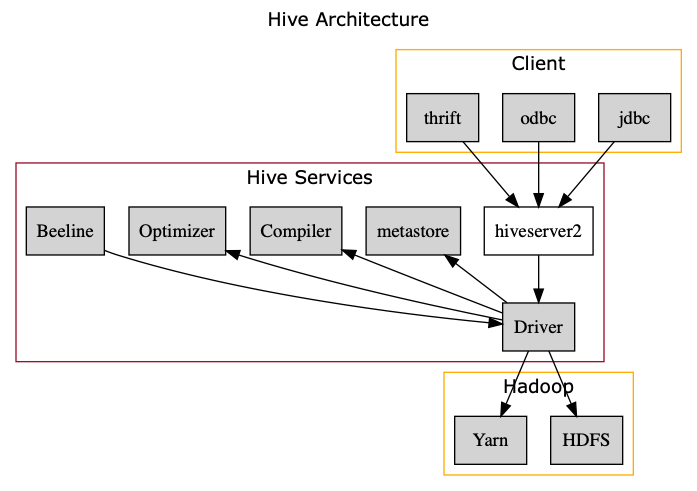 Hive Architecture
Client
thrift
odbc
jdbc
Hive Services
Beeline
Optimizer
Compiler
metastore
hiveserver2
Driver
Hadoop
Yarn
HDFS